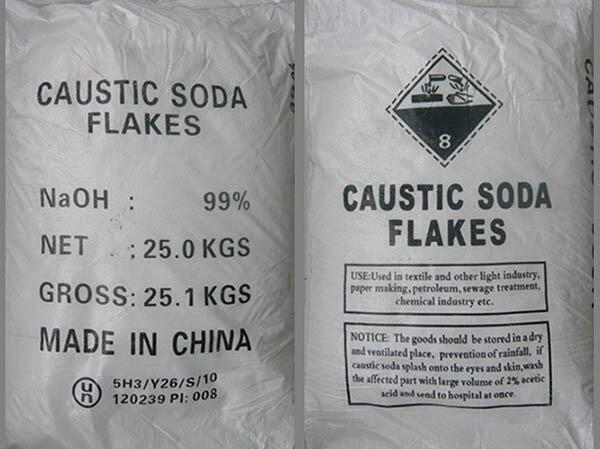 CAUSTIC SODA
FLAKES
NaOH : 99%
NET : 25.0 KGS
GROSS: 25.1 KGS
MADE IN CHINA
un 5H3/Y26/S/10
120239 PI: 008
8
CAUSTIC SODA
FLAKES
USE:Used in textile and other light industry,
paper making, petroleum, sewage treatment,
chemical industry etc.
NOTICE: The goods should be stored in a dry
and ventilated place, prevention of rainfall, if
caustic soda splash onto the eyes and skin,wash
the affected part with large volume of 2% acetic
acid and send to hospital at once.